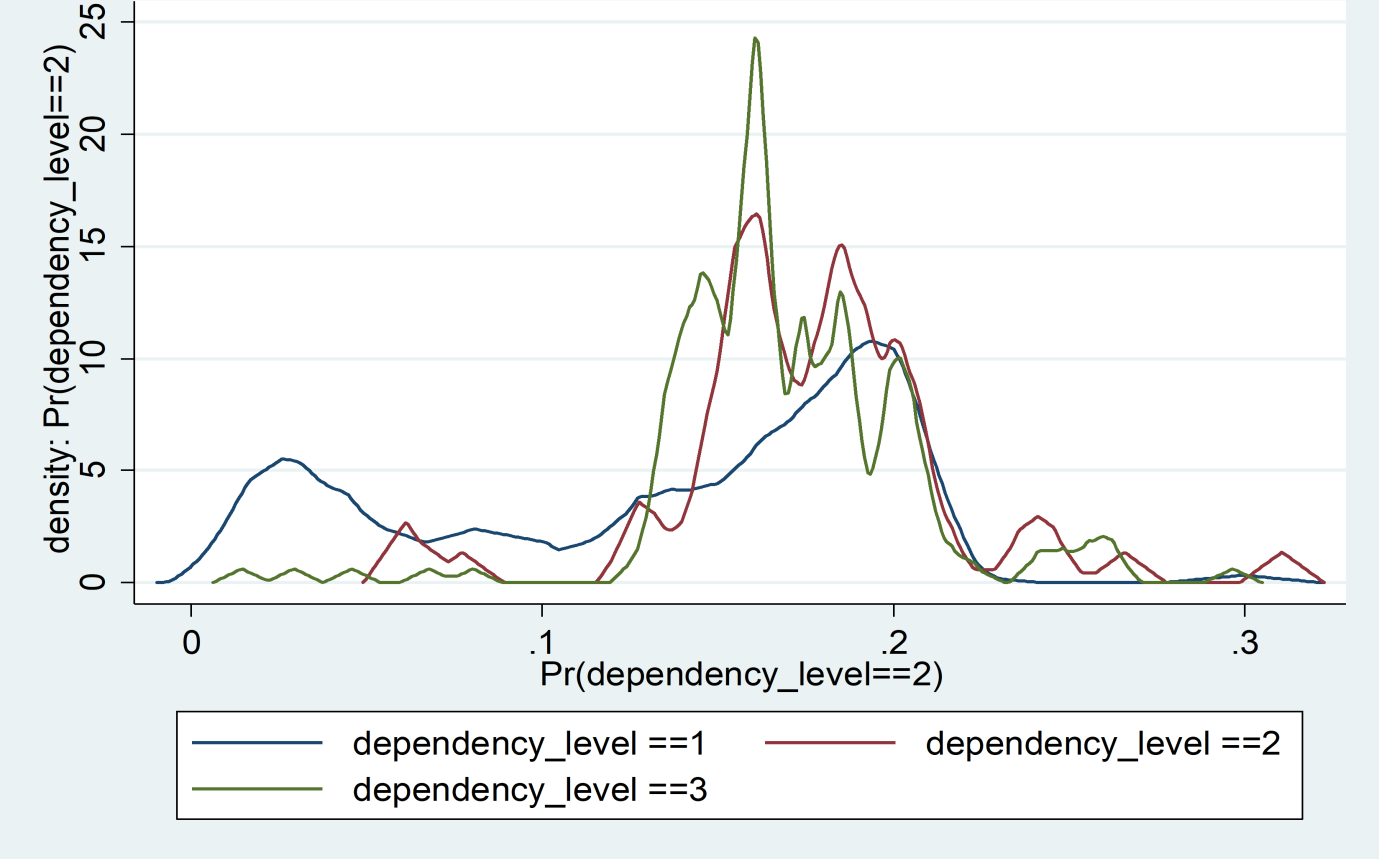 density: Pr(dependency_level==2)
25
20
15
10
5
0
0 .1 .2 .3
Pr(dependency_level==2)
dependency_level ==1 dependency_level ==2
dependency_level ==3